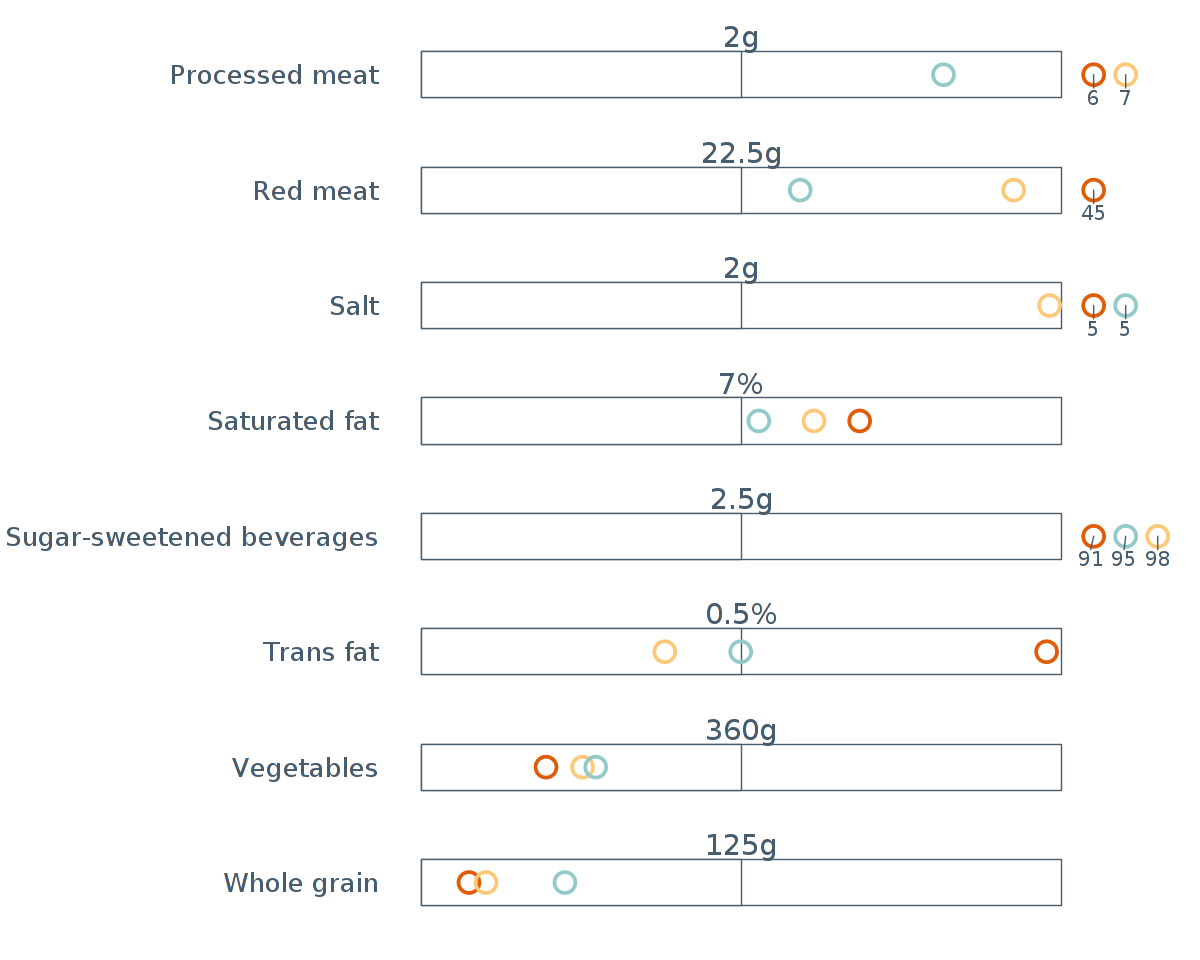 2g
Processed meat
6 7
22.5g
Red meat
45
2g
Salt
5 5
7%
Saturated fat
2.5g
Sugar-sweetened beverages
91 95 98
0.5%
Trans fat
360g
Vegetables
125g
Whole grain